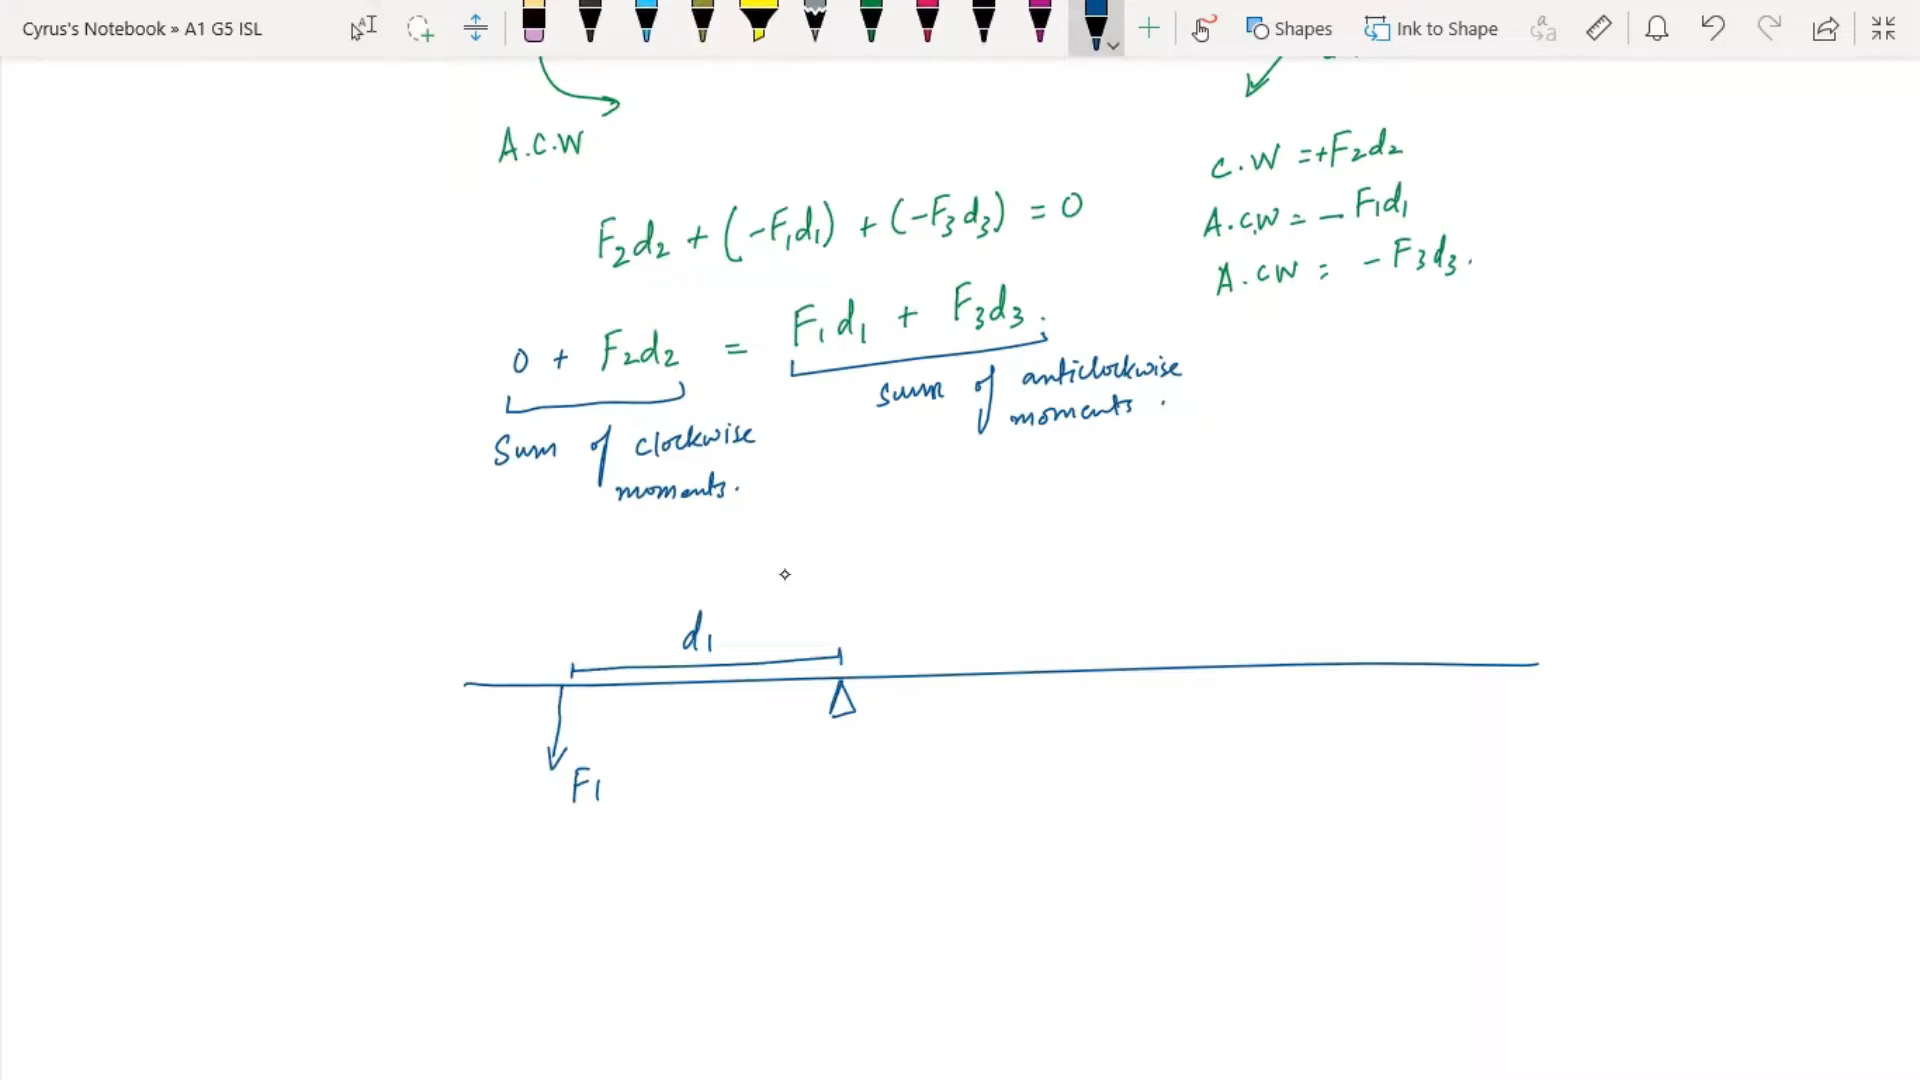 Cyrus's Notebook » A1 G5 ISL
Shapes
Ink to Shape
A.C.W
C.W =+F2d2
A.CW = - F1d1
A.CW = - F3d3.
F2d2 + (-F1d1) + (-F3d3) = 0
0 + F2d2 = F1d1 + F3d3.
Sum of clockwise
moments.
sum of anticlockwise
moments.
d1
F1